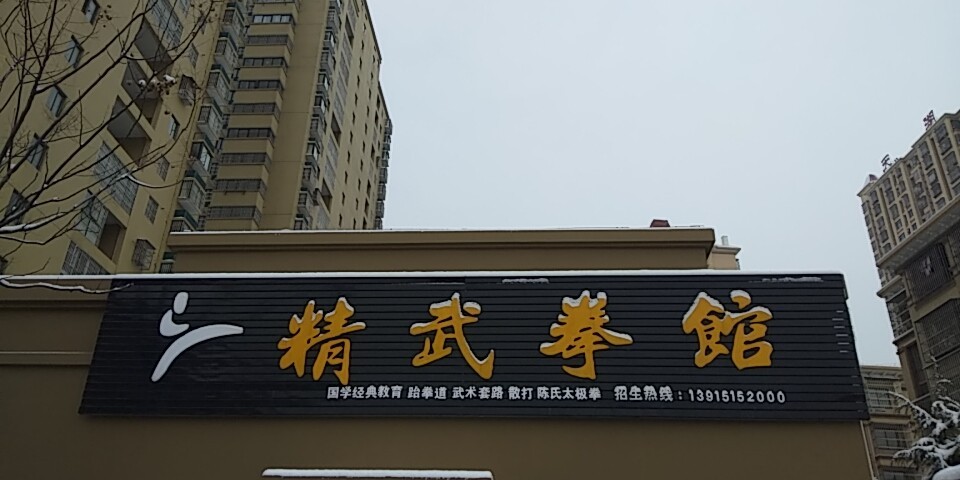 精武拳館
国学经典教育 跆拳道 武术套路 散打 陈氏太极拳 招生热线：13915152000